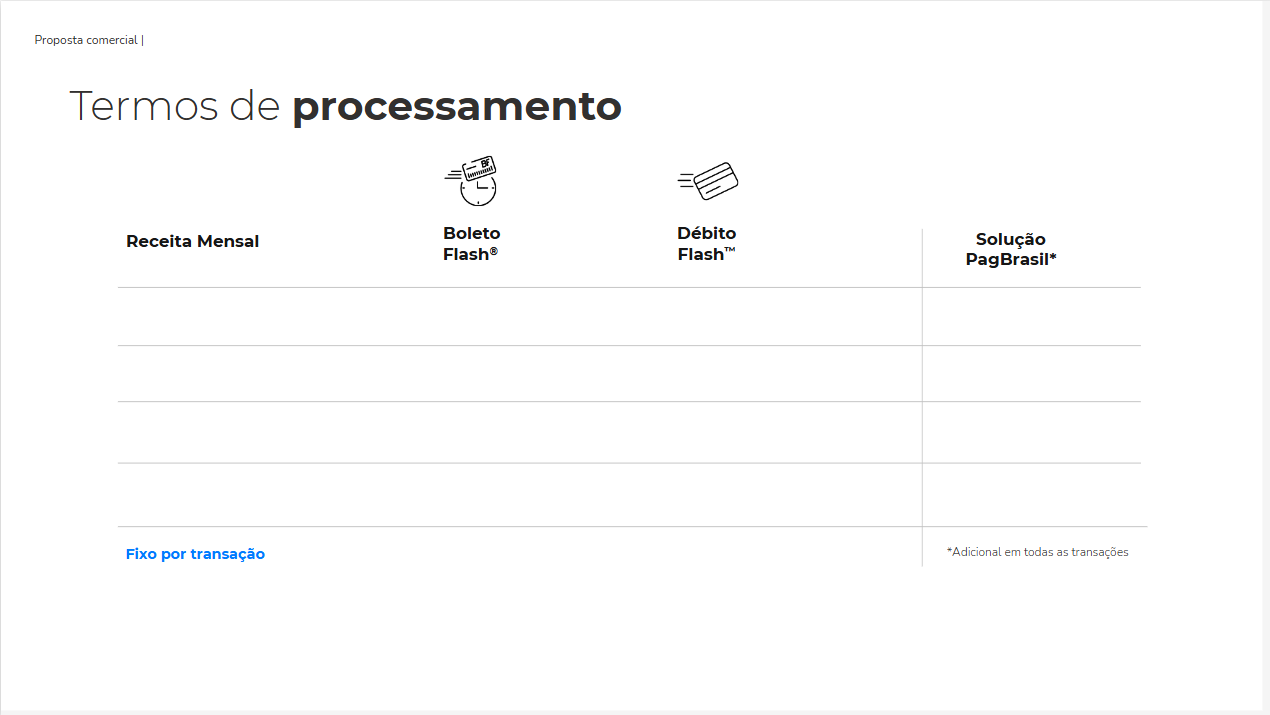 Proposta comercial |
Termos de processamento
BF
Receita Mensal
Boleto
Flash®
Débito
Flash™
Solução
PagBrasil*
Fixo por transação
*Adicional em todas as transações